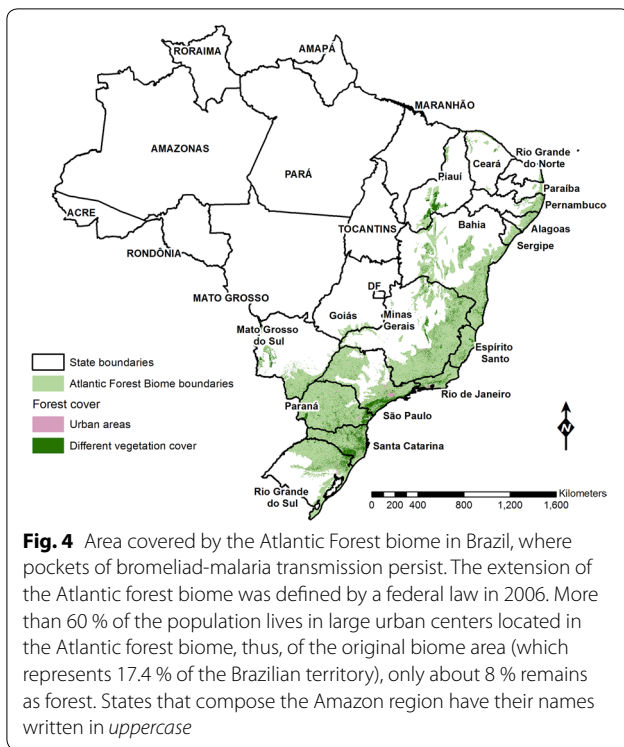 RORAIMA
AMAPÁ
MARANHÃO
AMAZONAS
PARÁ
Ceará
Rio Grande
do Norte
Piauí
Paraíba
Pernambuco
ACRE
TOCANTINS
Bahia
Alagoas
Sergipe
RONDÔNIA
MATO GROSSO
DF
Goiás
Minas
Gerais
Mato Grosso
do Sul
Espírito
Santo
State boundaries
Atlantic Forest Biome boundaries
Forest cover
Urban areas
Different vegetation cover
Rio de Janeiro
Paraná
São Paulo
Santa Catarina
N
Rio Grande
do Sul
Kilometers
0 200 400 800 1,200 1,600
Fig. 4 Area covered by the Atlantic Forest biome in Brazil, where
pockets of bromeliad-malaria transmission persist. The extension of
the Atlantic forest biome was defined by a federal law in 2006. More
than 60 % of the population lives in large urban centers located in
the Atlantic forest biome, thus, of the original biome area (which
represents 17.4 % of the Brazilian territory), only about 8 % remains
as forest. States that compose the Amazon region have their names
written in uppercase